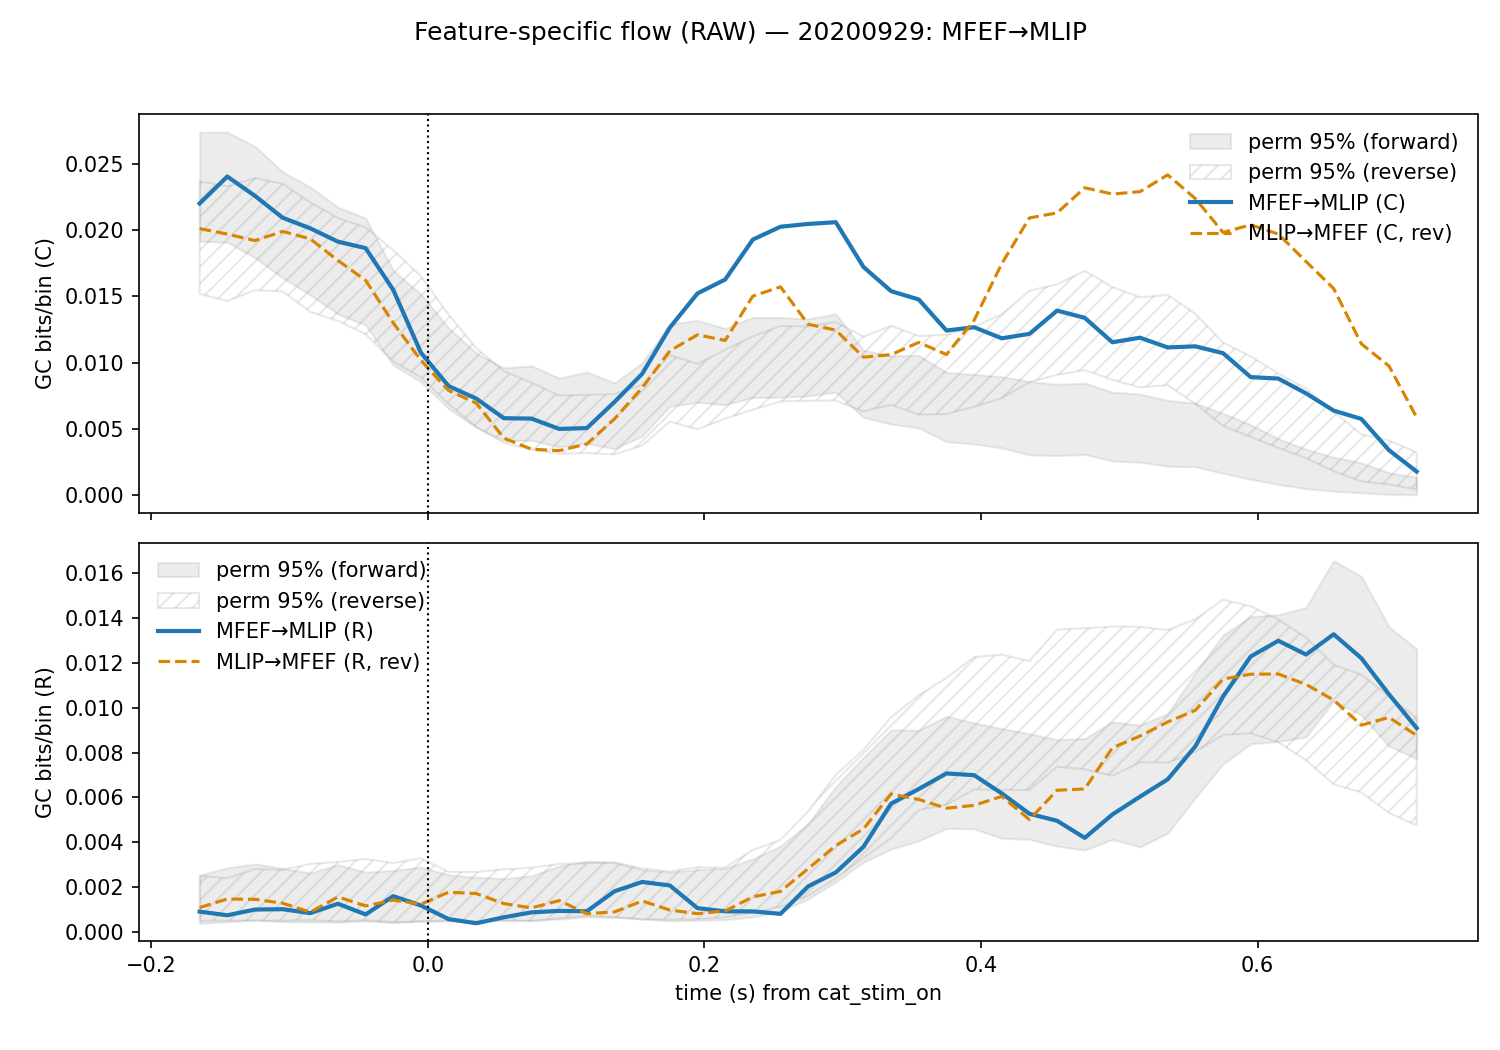 Feature-specific flow (RAW) — 20200929: MFEF→MLIP
GC bits/bin (C)
0.025
0.020
0.015
0.010
0.005
0.000
perm 95% (forward)
perm 95% (reverse)
MFEF→MLIP (C)
MLIP→MFEF (C, rev)
GC bits/bin (R)
0.016
0.014
0.012
0.010
0.008
0.006
0.004
0.002
0.000
perm 95% (forward)
perm 95% (reverse)
MFEF→MLIP (R)
MLIP→MFEF (R, rev)
−0.2 0.0 0.2 0.4 0.6
time (s) from cat_stim_on